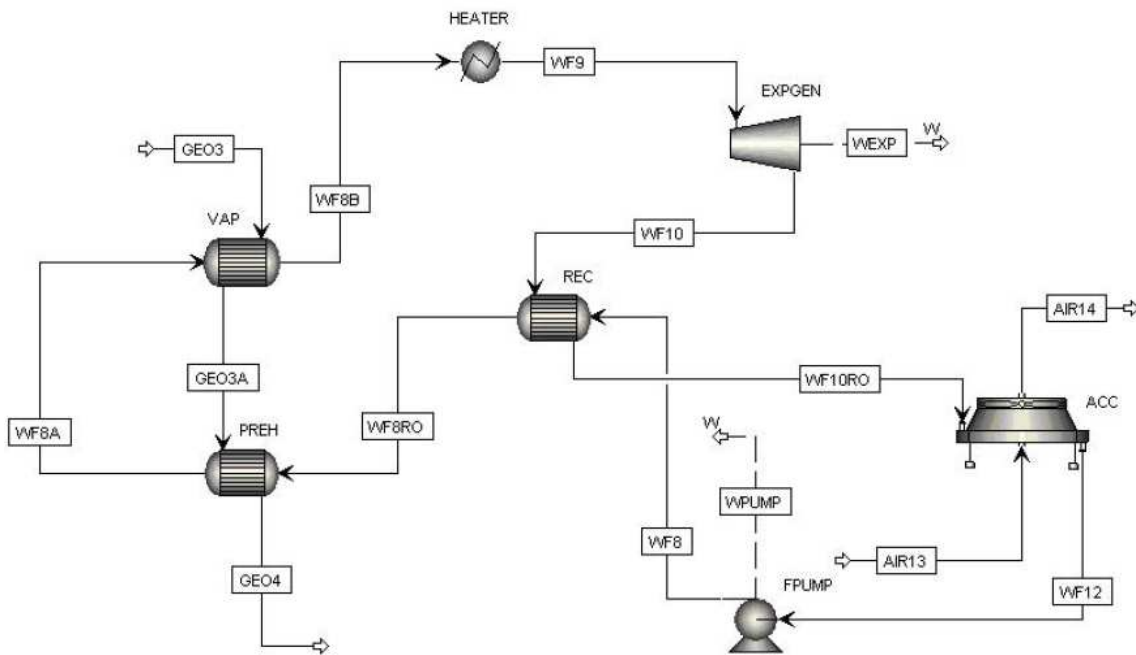 HEATER
WF9
EXPGEN
W
WEXP
GEO3
WF8B
VAP
WF10
REC
AIR14
GEO3A
WF10RO
ACC
WF8A
WF8RO
PREH
W
WPUMP
WF8
AIR13
GEO4
FPUMP
WF12